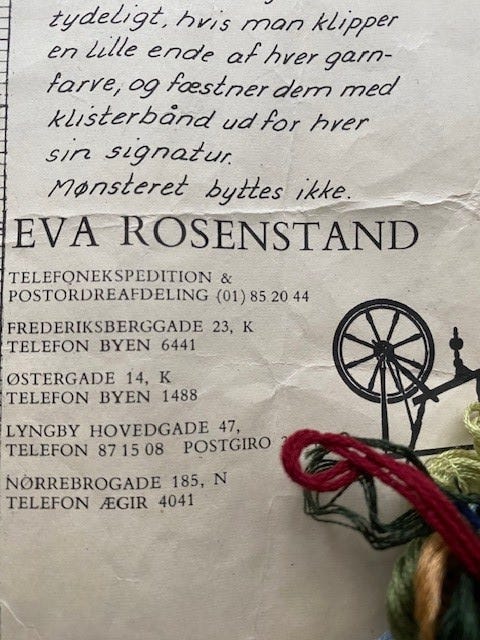 tydeligt, hvis man klipper
en lille ende af hver garn-
farve, og fæstner dem med
klisterbånd ud for hver
sin signatur.
Mønsteret byttes ikke.
EVA ROSENSTAND
TELEFONEKSPEDITION &
POSTORDREAFDELING (01) 85 20 44
FREDERIKSBERGGADE 23, K
TELEFON BYEN 6441
ØSTERGADE 14, K
TELEFON BYEN 1488
LYNGBY HOVEDGADE 47,
TELEFON 87 15 08 POSTGIRO
NØRREBROGADE 185, N
TELEFON ÆGIR 4041